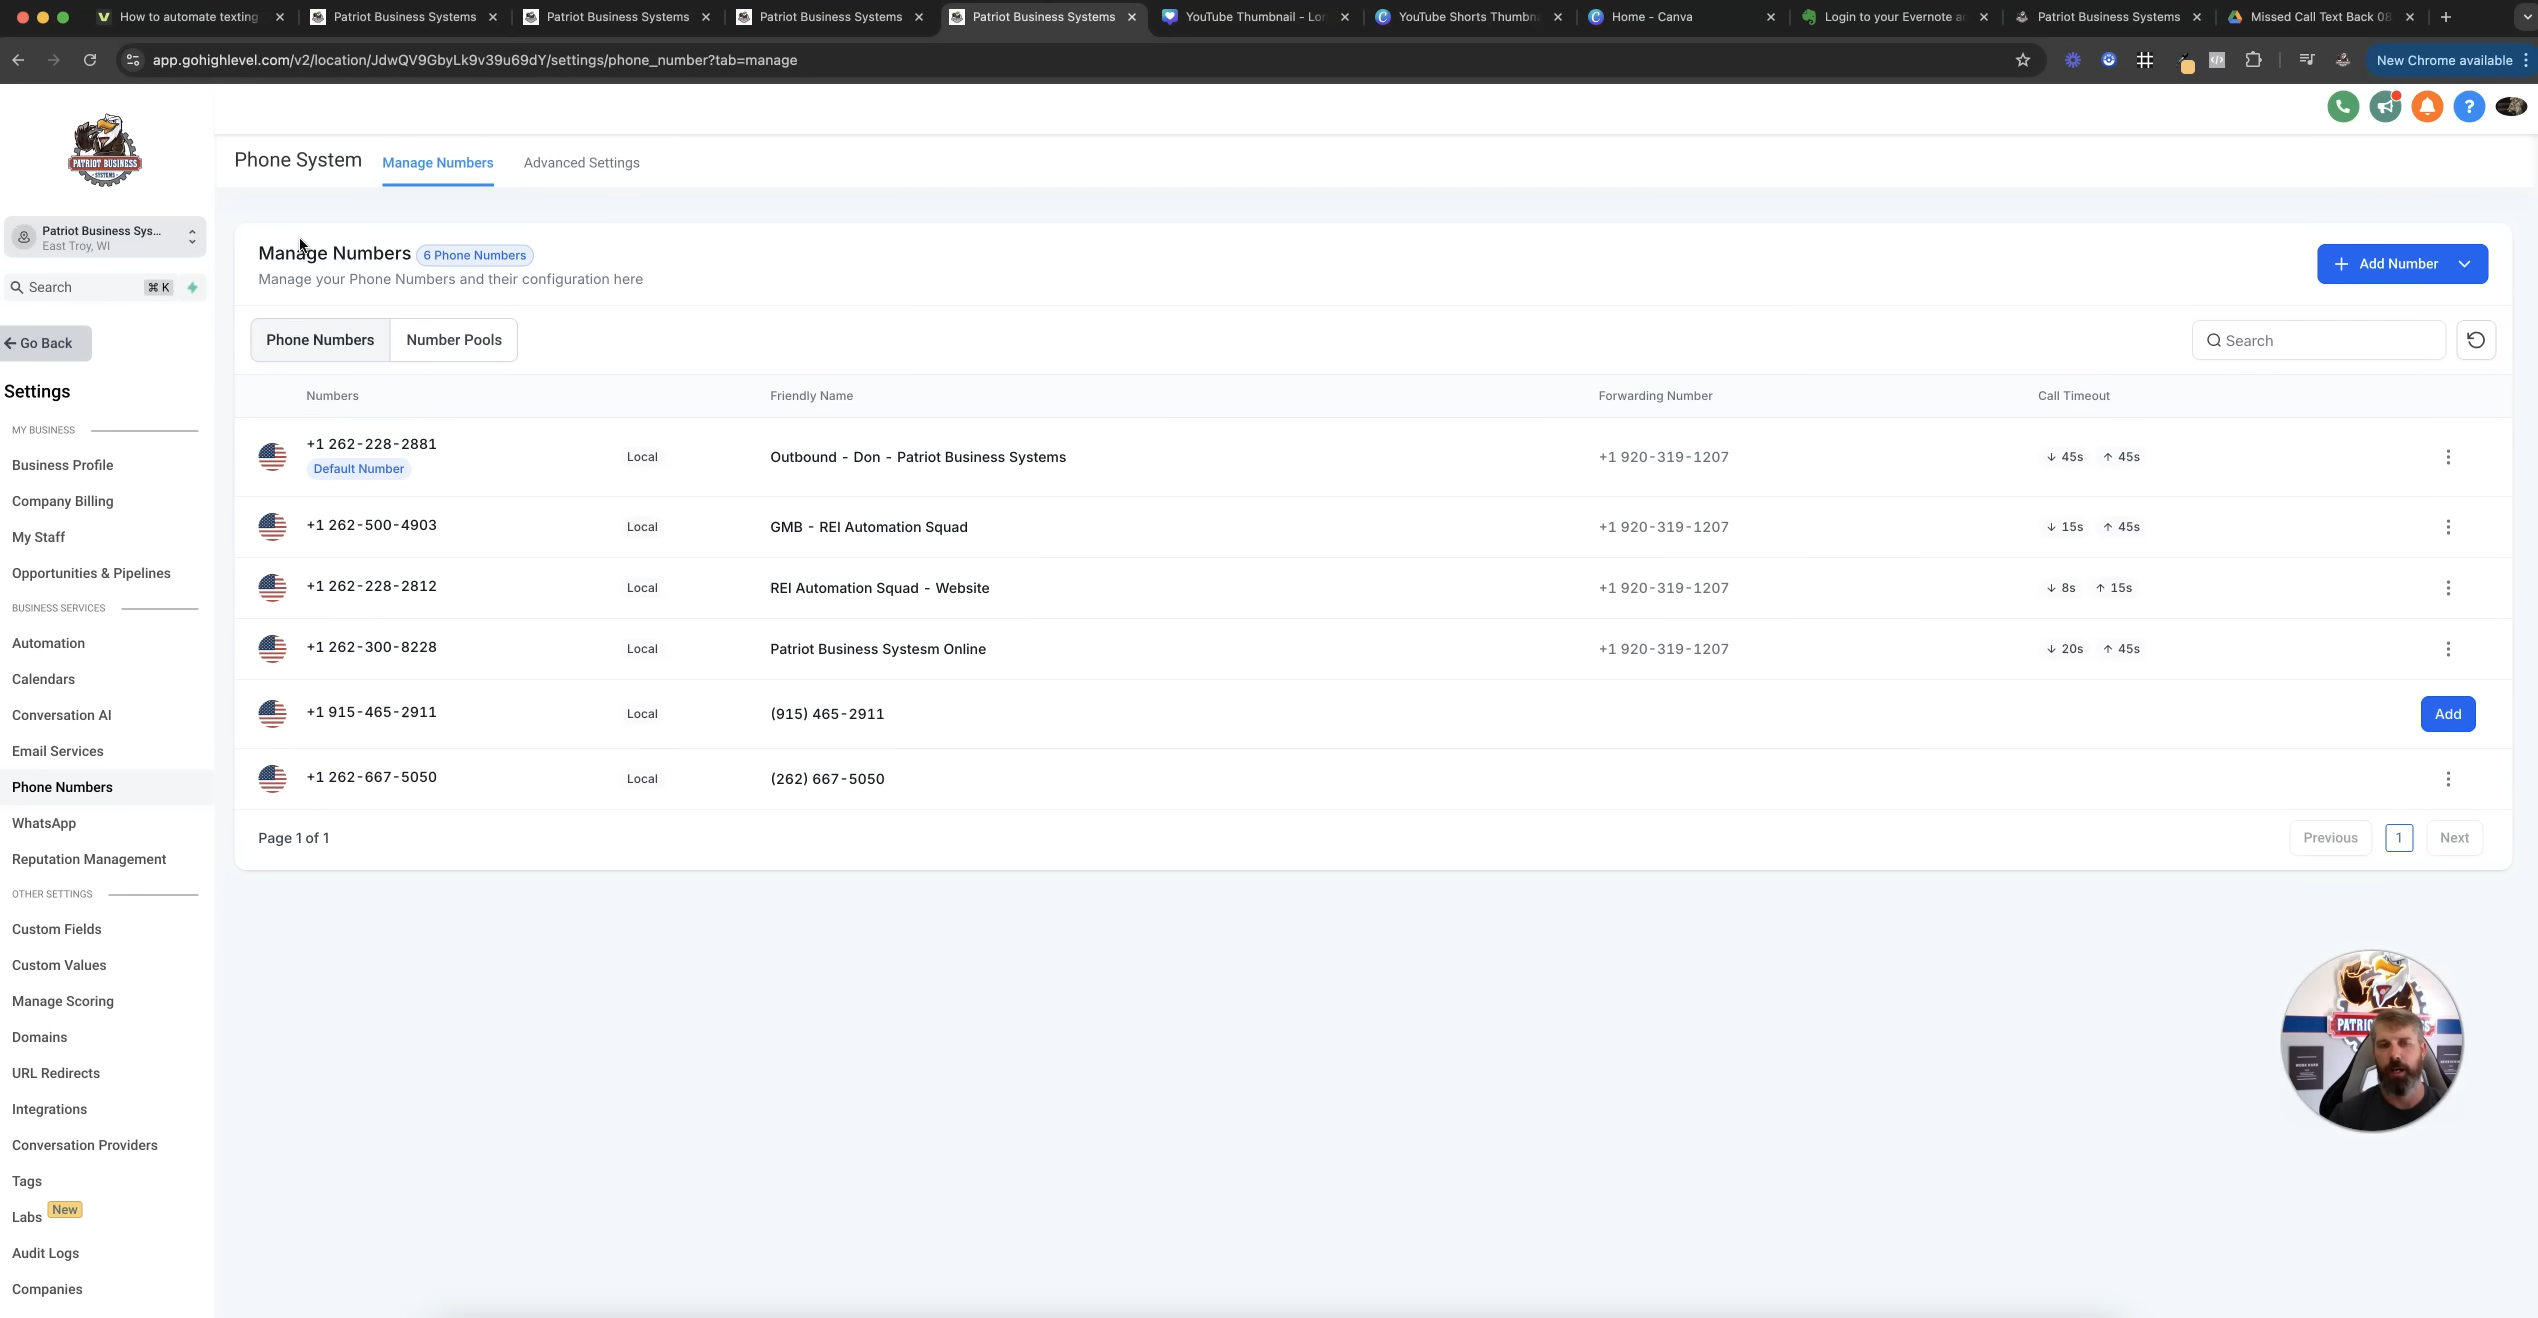 How to automate texting
Patriot Business Systems
Patriot Business Systems
Patriot Business Systems
Patriot Business Systems
YouTube Thumbnail - Lo
YouTube Shorts Thumbn
Home - Canva
Login to your Evernote a
Patriot Business Systems
Missed Call Text Back 08
app.gohighlevel.com/v2/location/JdwQV9GbyLk9v39u69dY/settings/phone_number?tab=manage
New Chrome available
PATRIOT BUSINESS
SYSTEMS
Phone System
Manage Numbers
Advanced Settings
Patriot Business Sys...
East Troy, WI
Search
⌘ K
Go Back
Settings
MY BUSINESS
Business Profile
Company Billing
My Staff
Opportunities & Pipelines
BUSINESS SERVICES
Automation
Calendars
Conversation AI
Email Services
Phone Numbers
WhatsApp
Reputation Management
OTHER SETTINGS
Custom Fields
Custom Values
Manage Scoring
Domains
URL Redirects
Integrations
Conversation Providers
Tags
Labs New
Audit Logs
Companies
Manage Numbers 6 Phone Numbers
Manage your Phone Numbers and their configuration here
+ Add Number
Phone Numbers Number Pools
Search
Numbers Friendly Name Forwarding Number Call Timeout
+1 262-228-2881 Local Outbound - Don - Patriot Business Systems +1 920-319-1207 ↓ 45s ↑ 45s
Default Number
+1 262-500-4903 Local GMB - REI Automation Squad +1 920-319-1207 ↓ 15s ↑ 45s
+1 262-228-2812 Local REI Automation Squad - Website +1 920-319-1207 ↓ 8s ↑ 15s
+1 262-300-8228 Local Patriot Business Systesm Online +1 920-319-1207 ↓ 20s ↑ 45s
+1 915-465-2911 Local (915) 465-2911 Add
+1 262-667-5050 Local (262) 667-5050
Page 1 of 1
Previous 1 Next